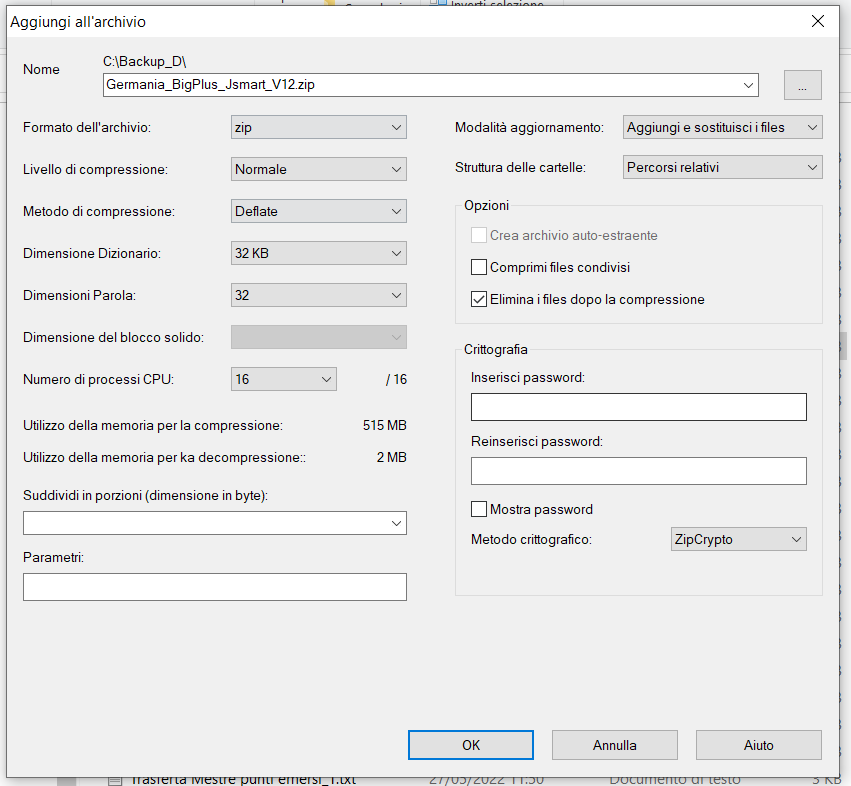 Aggiungi all'archivio
Nome
C:\Backup_D\
Germania_BigPlus_Jsmart_V12.zip
...
Formato dell'archivio:
zip
Livello di compressione:
Normale
Metodo di compressione:
Deflate
Dimensione Dizionario:
32 KB
Dimensioni Parola:
32
Dimensione del blocco solido:
Numero di processi CPU:
16
/ 16
Utilizzo della memoria per la compressione:
515 MB
Utilizzo della memoria per ka decompressione::
2 MB
Suddividi in porzioni (dimensione in byte):
Parametri:
Modalità aggiornamento:
Aggiungi e sostituisci i files
Struttura delle cartelle:
Percorsi relativi
Opzioni
Crea archivio auto-estraente
Comprimi files condivisi
Elimina i files dopo la compressione
Crittografia
Inserisci password:
Reinserisci password:
Mostra password
Metodo crittografico:
ZipCrypto
OK
Annulla
Aiuto
Trasferta Mestre punti emersi_1.txt
27/05/2022 11:50
Documento di testo
3 KB